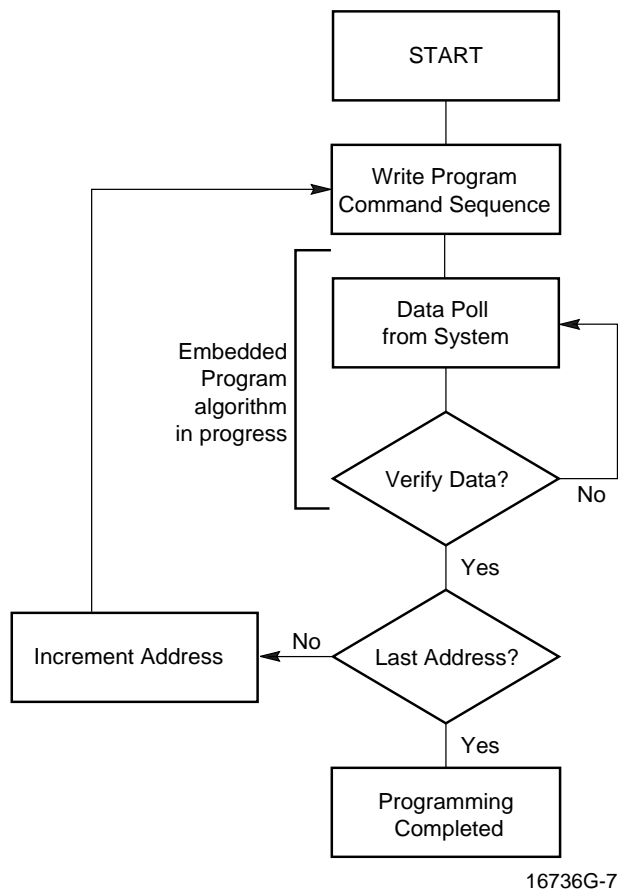 START
Write Program
Command Sequence
Data Poll
from System
Embedded
Program
algorithm
in progress
Verify Data?
No
Yes
Last Address?
No
Increment Address
Yes
Programming
Completed
16736G-7